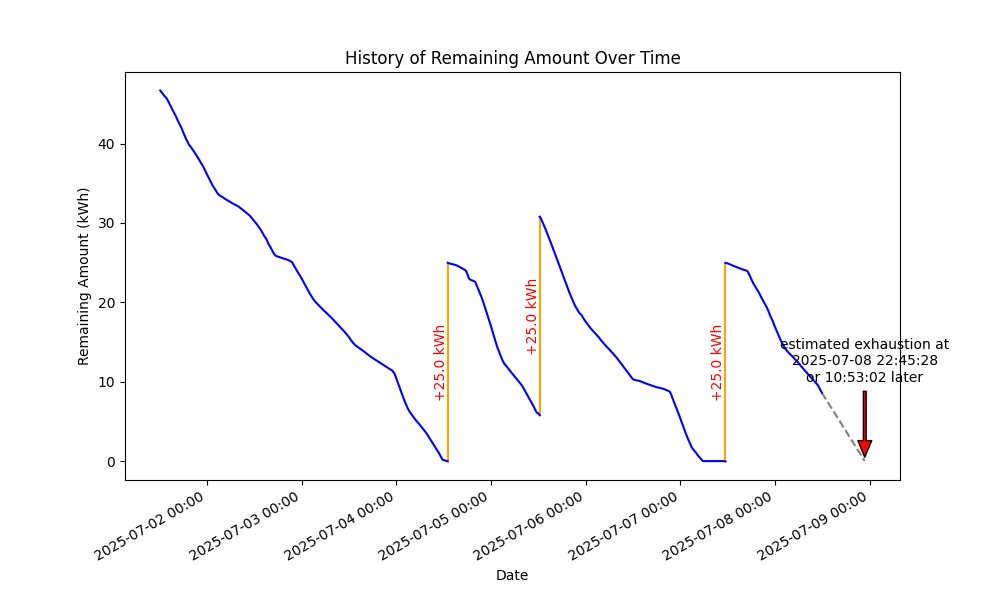 History of Remaining Amount Over Time
Remaining Amount (kWh)
40
30
20
10
0
+25.0 kWh
+25.0 kWh
+25.0 kWh
estimated exhaustion at
2025-07-08 22:45:28
or 10:53:02 later
2025-07-02 00:00
2025-07-03 00:00
2025-07-04 00:00
2025-07-05 00:00
2025-07-06 00:00
2025-07-07 00:00
2025-07-08 00:00
2025-07-09 00:00
Date